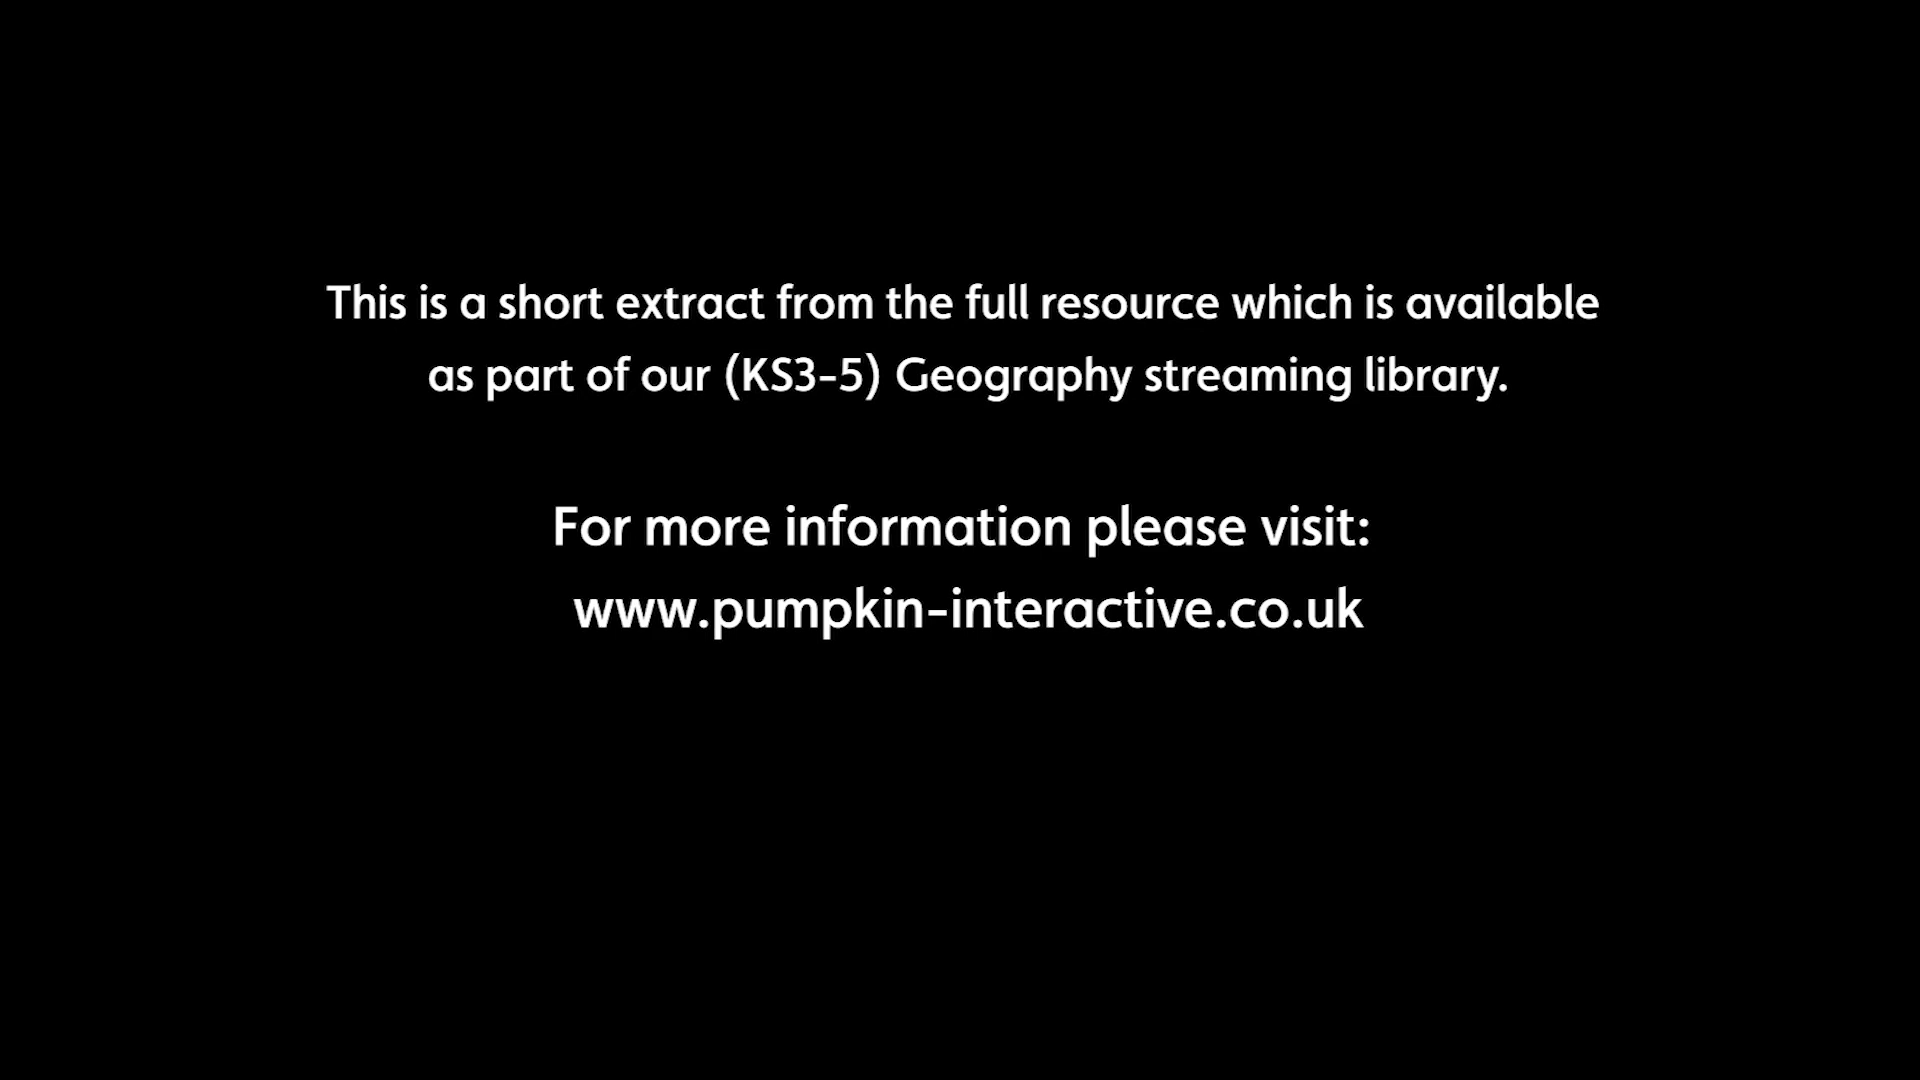 This is a short extract from the full resource which is available
as part of our (KS3-5) Geography streaming library.
For more information please visit:
www.pumpkin-interactive.co.uk